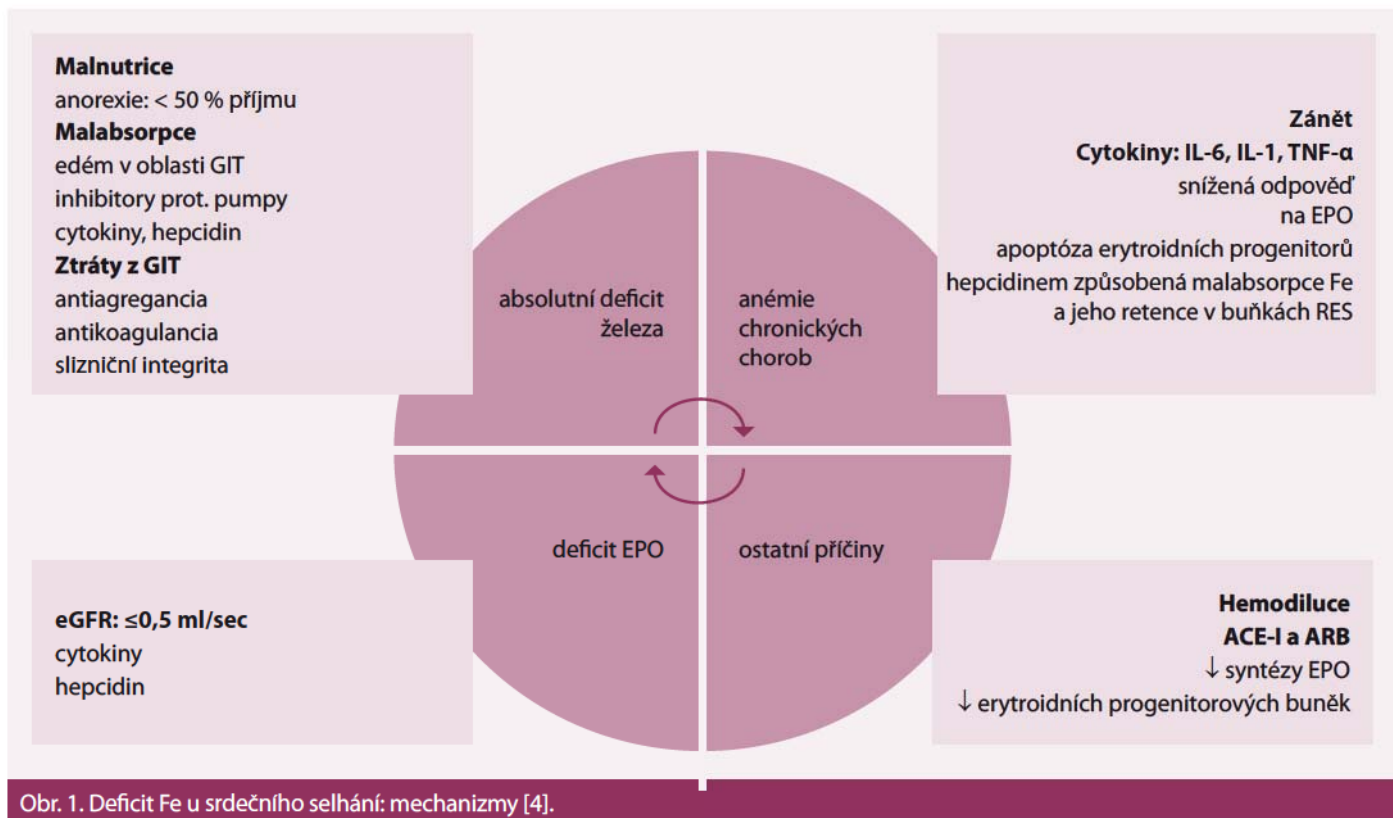 Malnutrice
anorexie: < 50 % příjmu
Malabsorpce
edém v oblasti GIT
inhibitory prot. pumpy
cytokiny, hepcidin
Ztráty z GIT
antiagregancia
antikoagulancia
slizniční integrita
Zánět
Cytokiny: IL-6, IL-1, TNF-α
snížená odpověď
na EPO
apoptóza erytroidních progenitorů
hepcidinem způsobená malabsorpce Fe
a jeho retence v buňkách RES
absolutní deficit
železa
anémie
chronických
chorob
deficit EPO
ostatní příčiny
eGFR: ≤0,5 ml/sec
cytokiny
hepcidin
Hemodiluce
ACE-I a ARB
↓ syntézy EPO
↓ erytroidních progenitorových buněk
Obr. 1. Deficit Fe u srdečního selhání: mechanizmy [4].